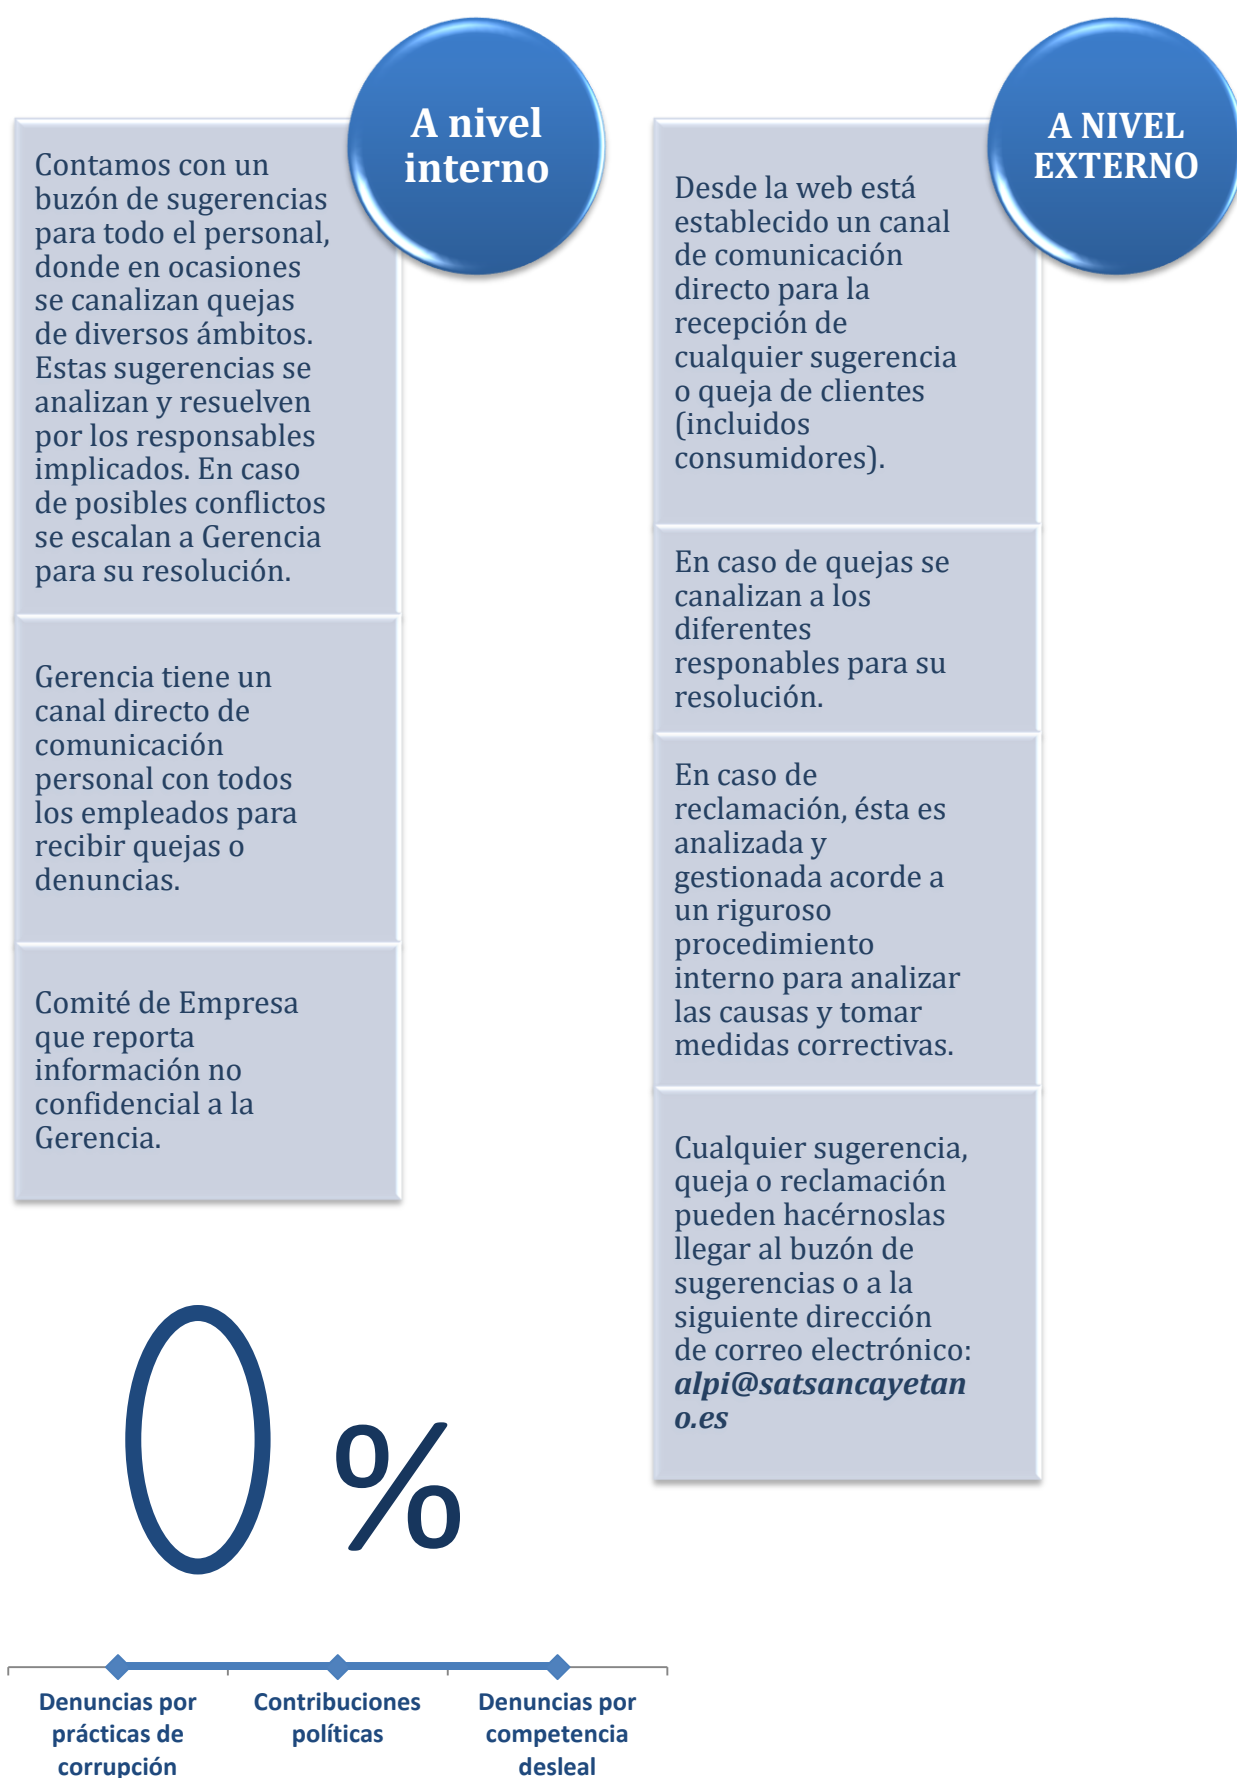 A nivel
interno
Contamos con un
buzón de sugerencias
para todo el personal,
donde en ocasiones
se canalizan quejas
de diversos ámbitos.
Estas sugerencias se
analizan y resuelven
por los responsables
implicados. En caso
de posibles conflictos
se escalan a Gerencia
para su resolución.
Gerencia tiene un
canal directo de
comunicación
personal con todos
los empleados para
recibir quejas o
denuncias.
Comité de Empresa
que reporta
información no
confidencial a la
Gerencia.
A NIVEL
EXTERNO
Desde la web está
establecido un canal
de comunicación
directo para la
recepción de
cualquier sugerencia
o queja de clientes
(incluidos
consumidores).
En caso de quejas se
canalizan a los
diferentes
responables para su
resolución.
En caso de
reclamación, ésta es
analizada y
gestionada acorde a
un riguroso
procedimiento
interno para analizar
las causas y tomar
medidas correctivas.
Cualquier sugerencia,
queja o reclamación
pueden hacérnoslas
llegar al buzón de
sugerencias o a la
siguiente dirección
de correo electrónico:
alpi@satsancayetan
o.es
0 %
Denuncias por
prácticas de
corrupción
Contribuciones
políticas
Denuncias por
competencia
desleal